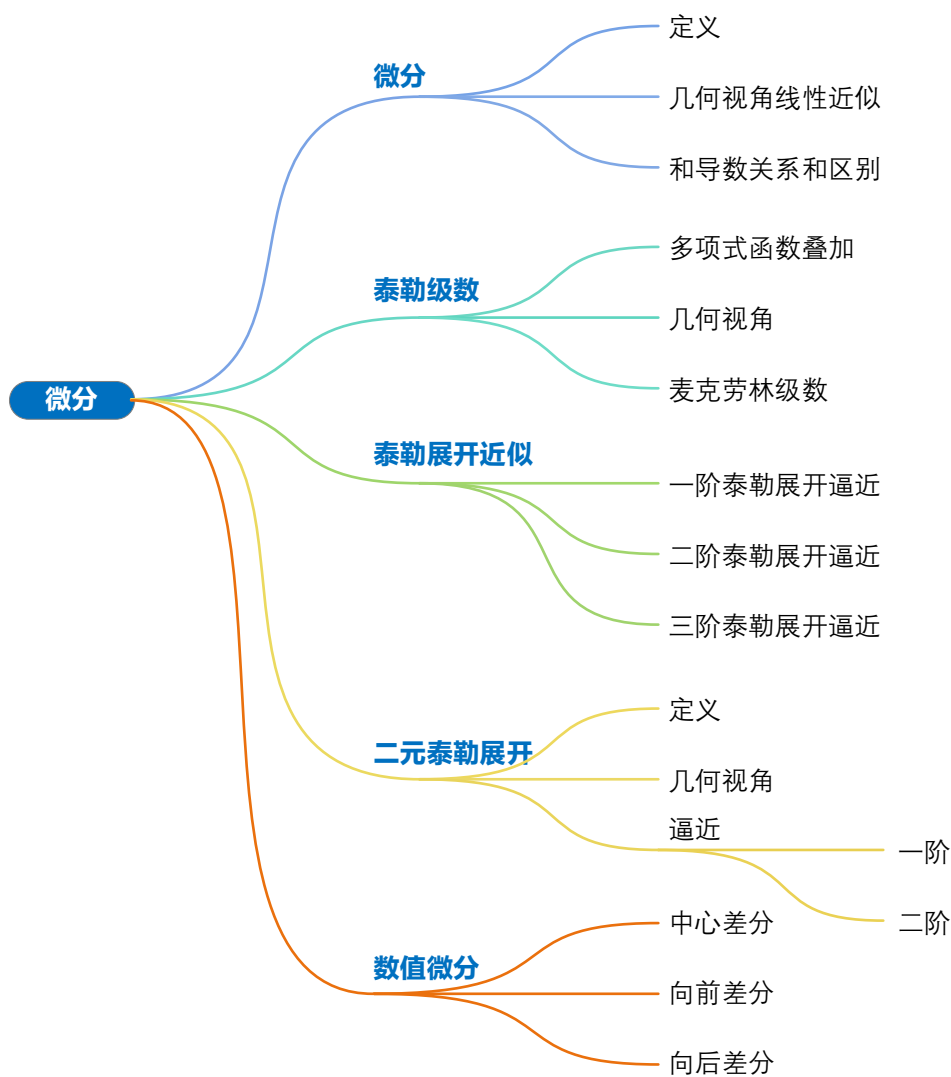 微分
微分
定义
几何视角线性近似
和导数关系和区别
泰勒级数
多项式函数叠加
几何视角
麦克劳林级数
泰勒展开近似
一阶泰勒展开逼近
二阶泰勒展开逼近
三阶泰勒展开逼近
二元泰勒展开
定义
几何视角
逼近
一阶
二阶
数值微分
中心差分
向前差分
向后差分